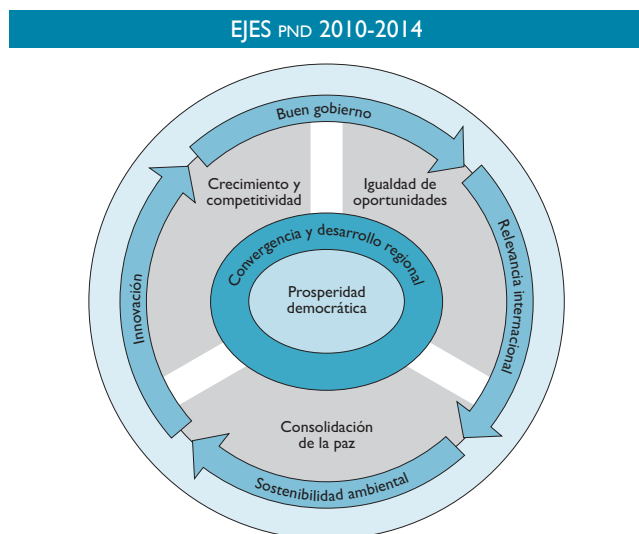 EJES PND 2010-2014
Buen gobierno
Crecimiento y
competitividad
Igualdad de
oportunidades
Convergencia y desarrollo regional
Relevancia internacional
Innovación
Prosperidad
democrática
Consolidación
de la paz
Sostenibilidad ambiental